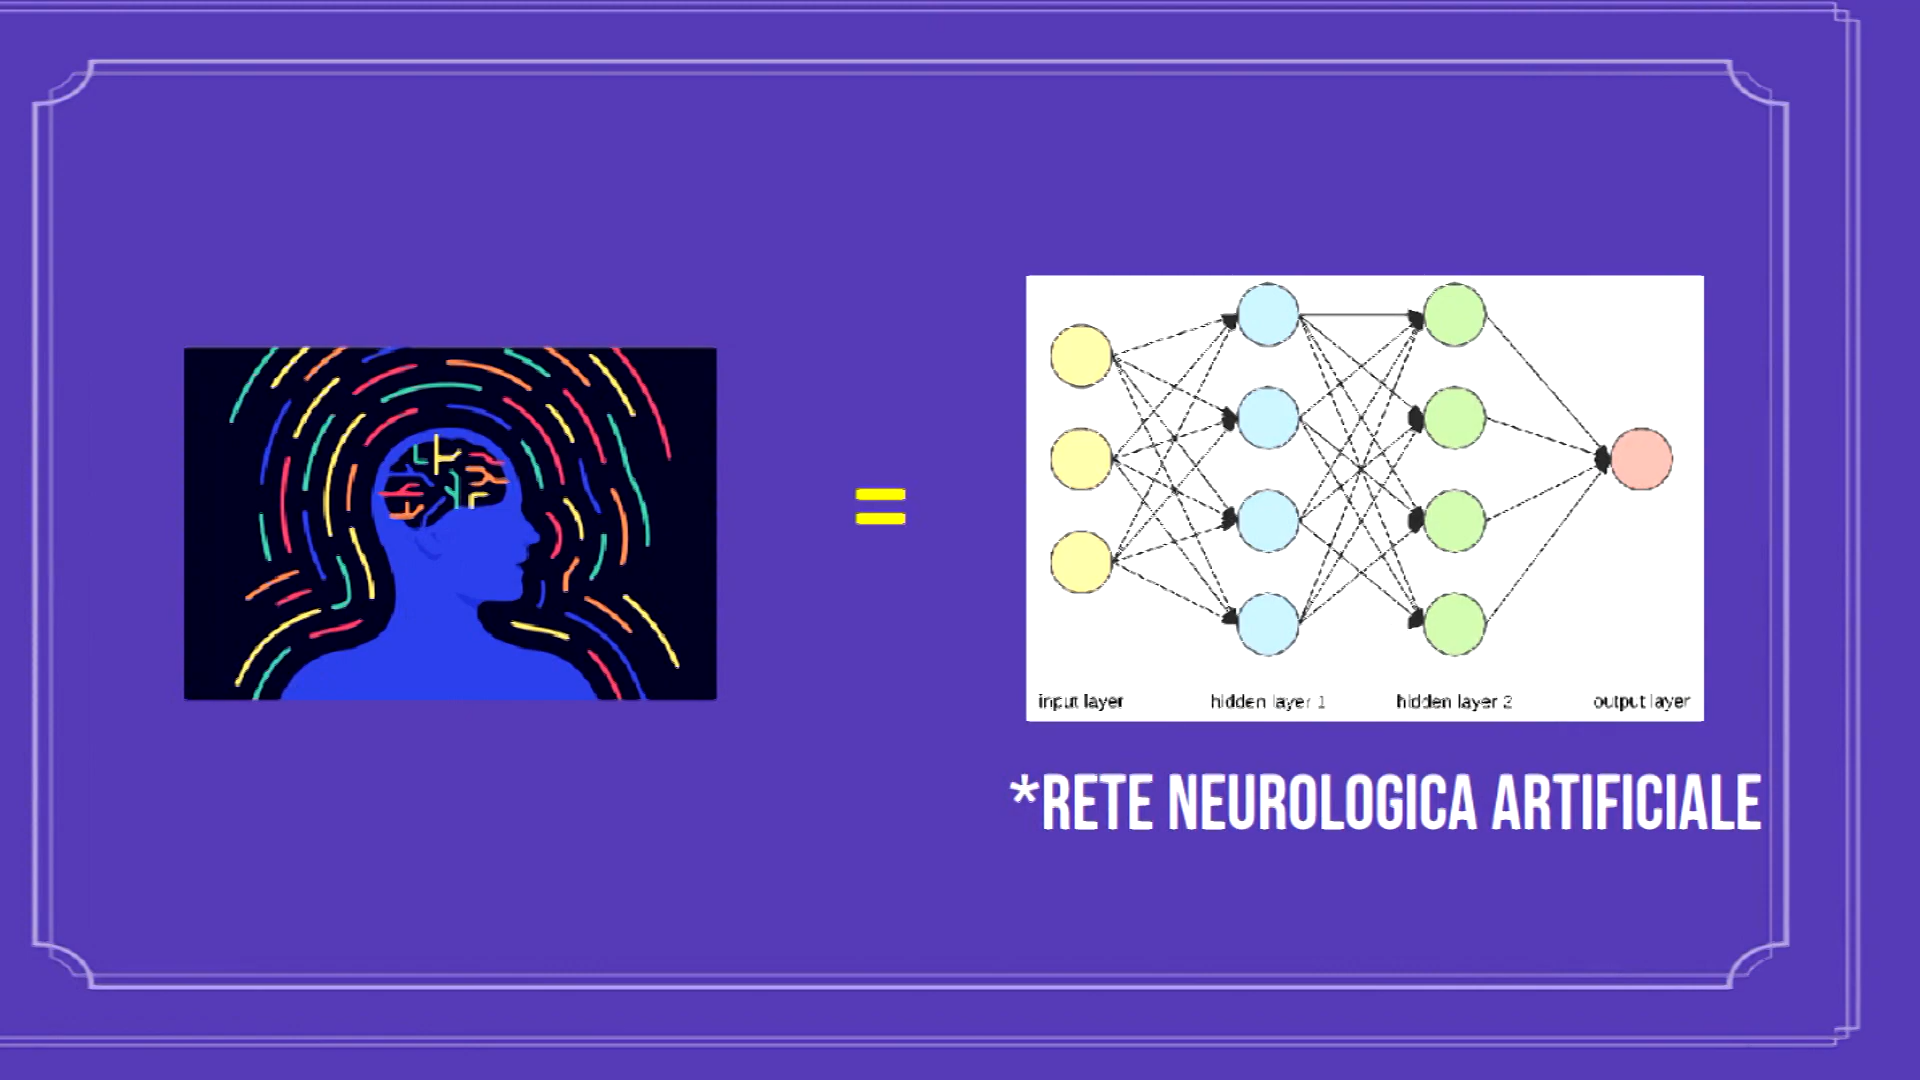 =
input layer hidden layer 1 hidden layer 2 output layer
*RETE NEUROLOGICA ARTIFICIALE